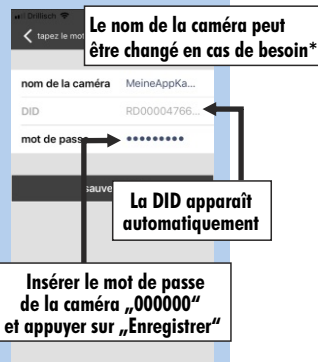 Drillisch
Le nom de la caméra peut
être changé en cas de besoin*
tapez le mot
nom de la caméra MeineAppKa...
DID RD00004766...
mot de passe •••••••••
sauve
La DID apparaît
automatiquement
Insérer le mot de passe
de la caméra „000000“
et appuyer sur „Enregistrer“